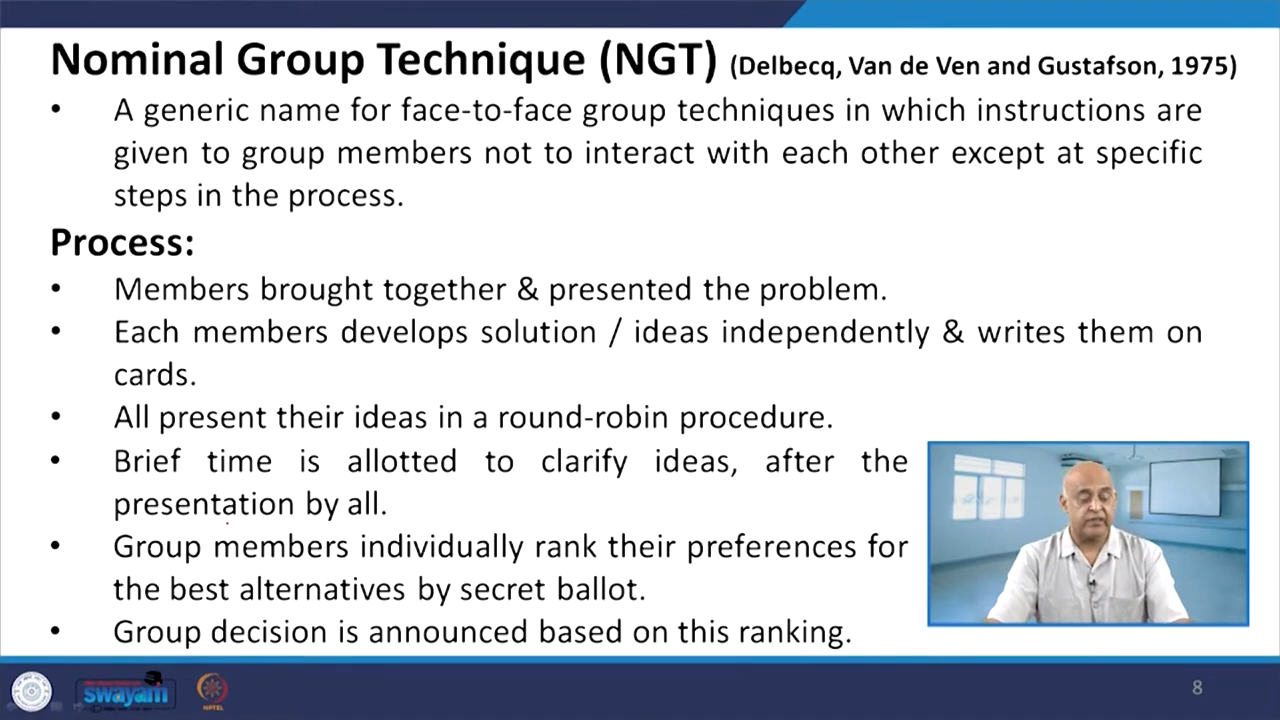 Nominal Group Technique (NGT) (Delbecq, Van de Ven and Gustafson, 1975)
• A generic name for face-to-face group techniques in which instructions are
given to group members not to interact with each other except at specific
steps in the process.
Process:
• Members brought together & presented the problem.
• Each members develops solution / ideas independently & writes them on
cards.
• All present their ideas in a round-robin procedure.
• Brief time is allotted to clarify ideas, after the
presentation by all.
• Group members individually rank their preferences for
the best alternatives by secret ballot.
• Group decision is announced based on this ranking.
swayam
NPTEL
8